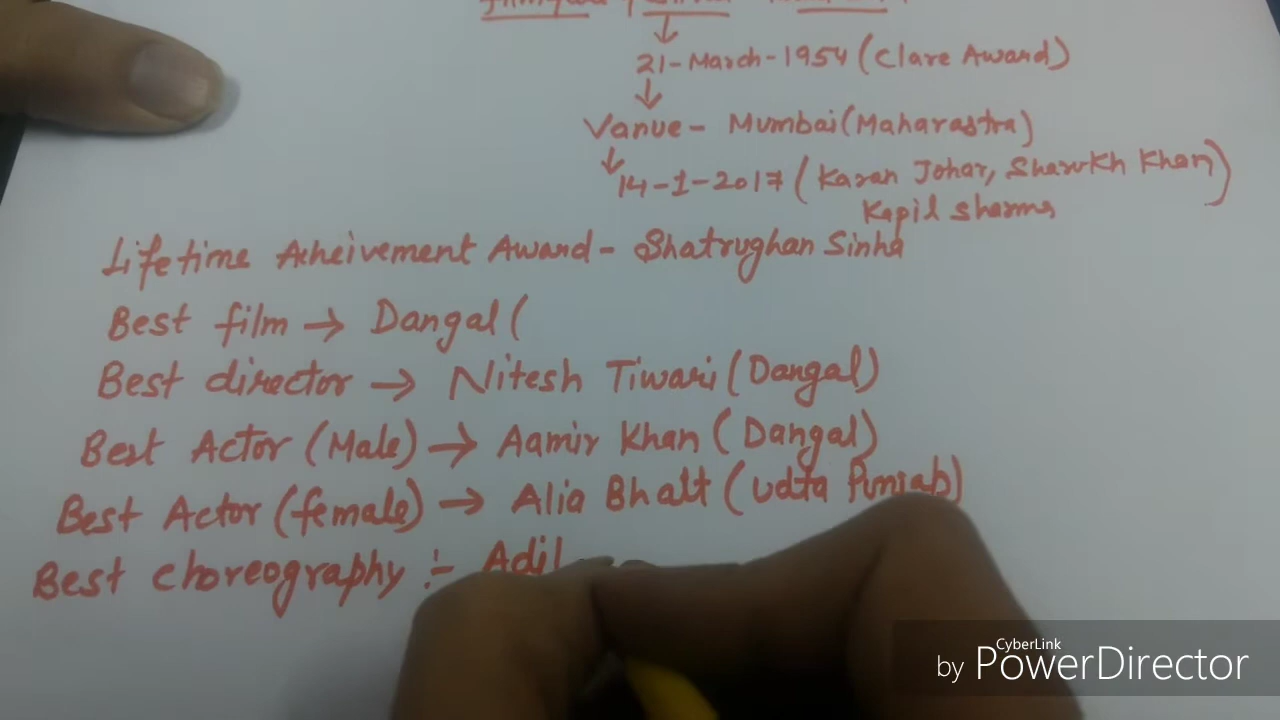 21-March-1954 (Clare Award)
Vanue - Mumbai (Maharastra)
14-1-2017 (Karan Johar, Sharukh Khan)
Kapil Sharma
Lifetime Acheivement Award - Shatrughan Sinha
Best film → Dangal (
Best director → Nitesh Tiwari (Dangal)
Best Actor (Male) → Aamir Khan (Dangal)
Best Actor (female) → Alia Bhatt (Udta Punjab)
Best choreography :- Adil
CyberLink
by PowerDirector